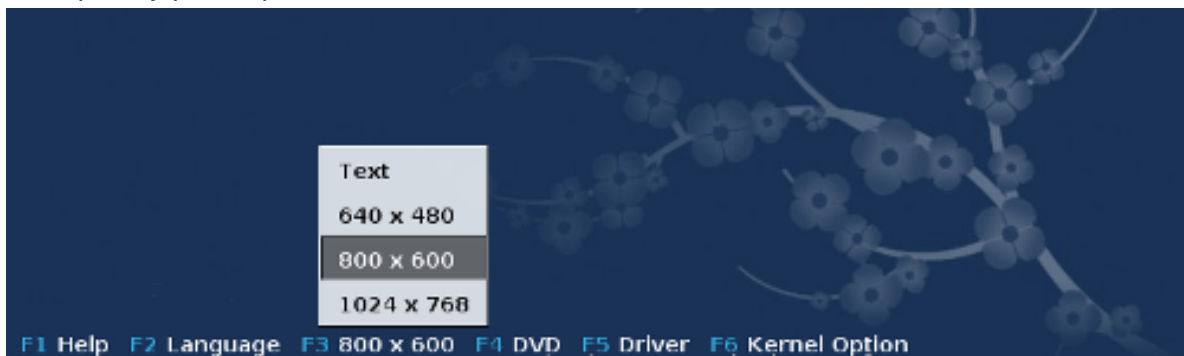 Text
640 x 480
800 x 600
1024 x 768
F1 Help F2 Language F3 800 x 600 F4 DVD F5 Driver F6 Kernel Option